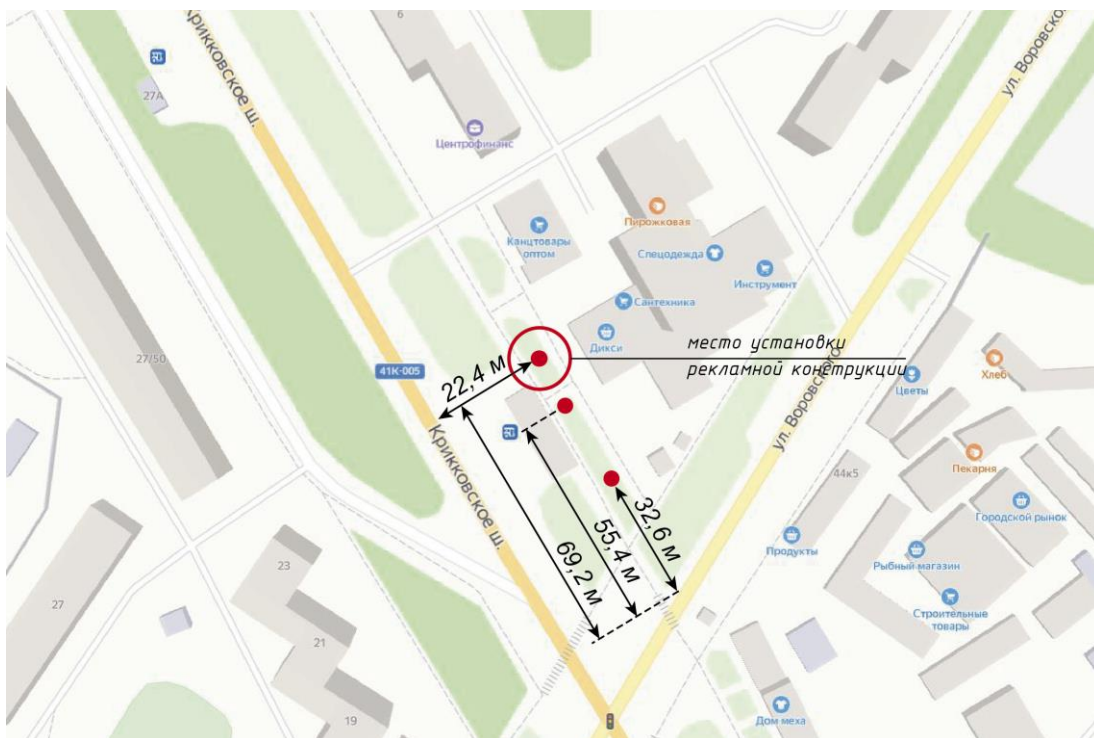 6
Крикковское ш.
27А
ул. Воровского
Центрофинанс
Пирожковая
Канцтовары
оптом
Спецодежда
Инструмент
Сантехника
Дикси
место установки
рекламной конструкции
27/50
41К-005
22,4 м
Хлеб
Цветы
ул. Воровского
Крикковское ш.
Пекарня
44к5
Городской рынок
32,6 м
55,4 м
69,2 м
Продукты
Рыбный магазин
23
27
Строительные
товары
21
19
Дом меха